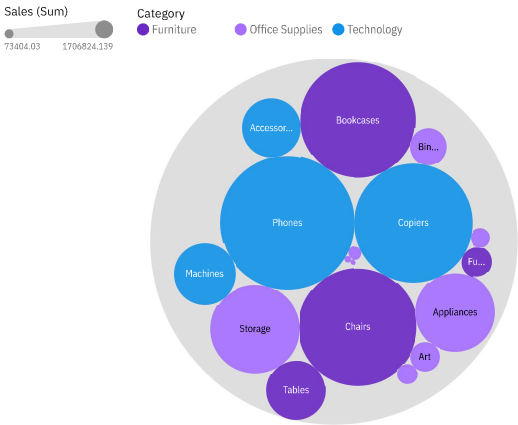 Sales (Sum)
73404.03 1706824.139
Category
Furniture Office Supplies Technology
Bookcases
Accessor...
Bin...
Phones
Copiers
Fu...
Machines
Appliances
Storage
Chairs
Art
Tables